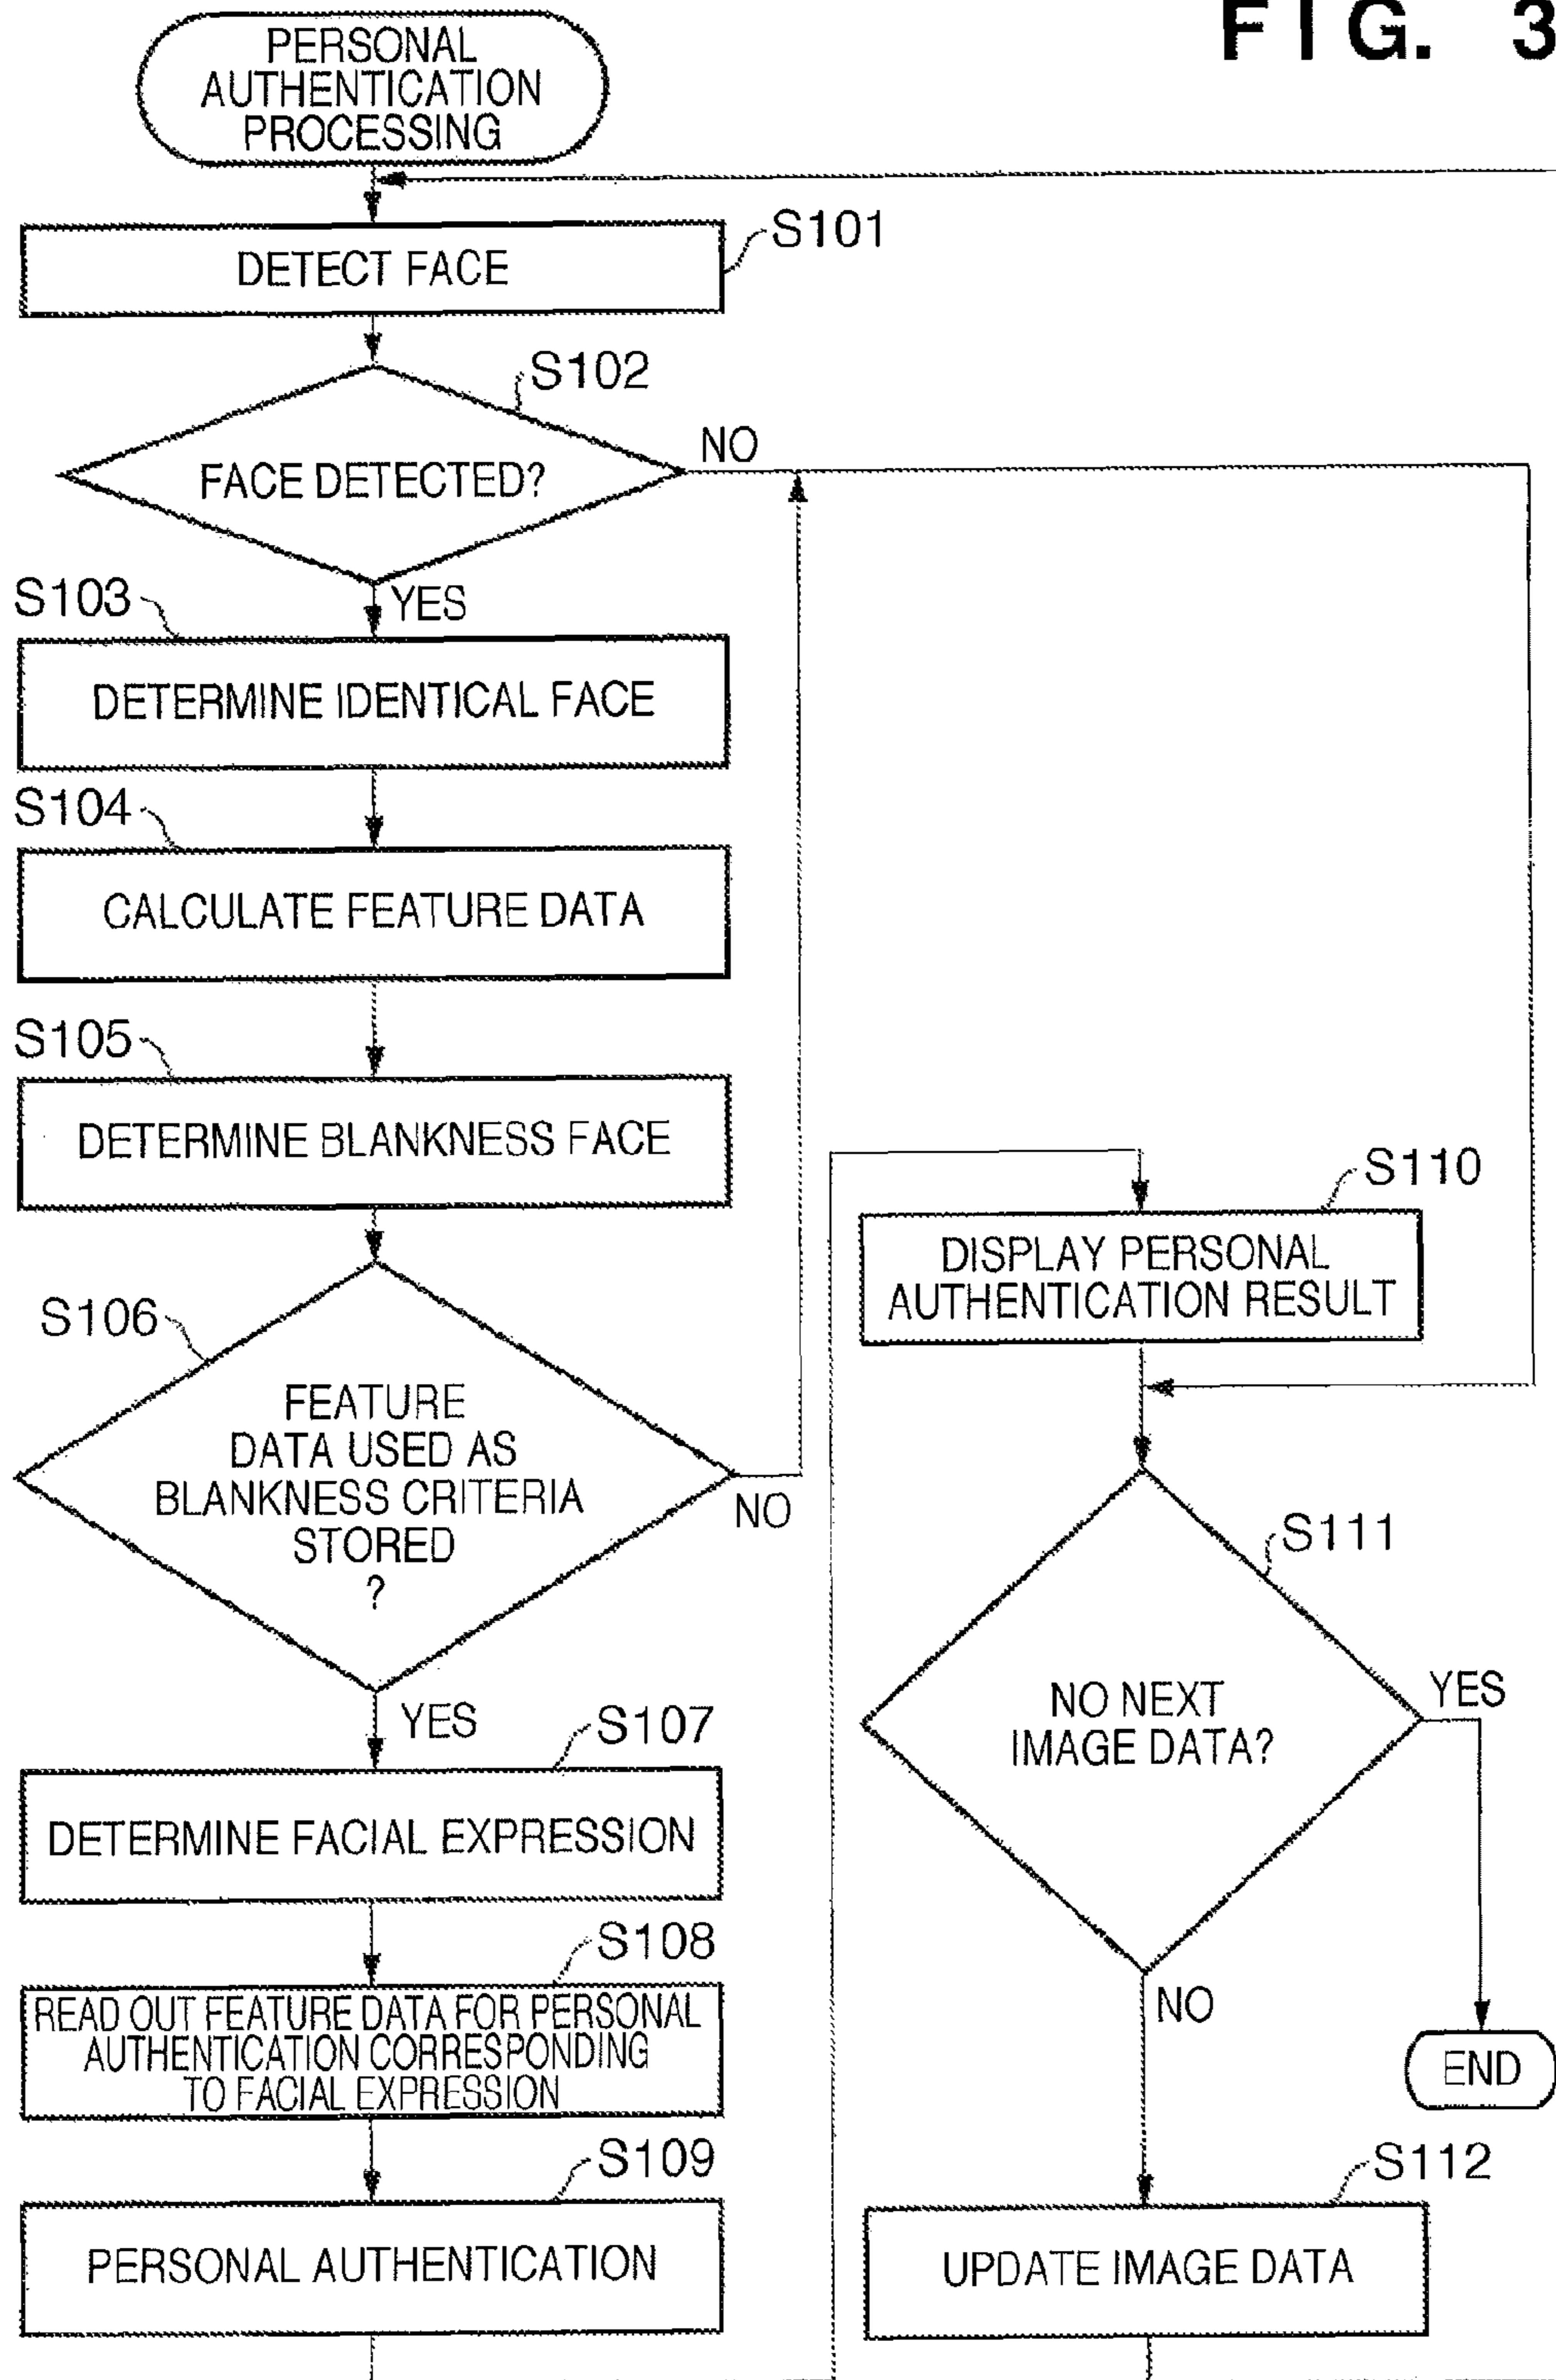 FIG. 3
PERSONAL
AUTHENTICATION
PROCESSING
S101
DETECT FACE
S102
FACE DETECTED?
NO
YES
S103
DETERMINE IDENTICAL FACE
S104
CALCULATE FEATURE DATA
S105
DETERMINE BLANKNESS FACE
S106
FEATURE
DATA USED AS
BLANKNESS CRITERIA
STORED
?
NO
YES
S107
DETERMINE FACIAL EXPRESSION
S108
READ OUT FEATURE DATA FOR PERSONAL
AUTHENTICATION CORRESPONDING
TO FACIAL EXPRESSION
S109
PERSONAL AUTHENTICATION
S110
DISPLAY PERSONAL
AUTHENTICATION RESULT
S111
NO NEXT
IMAGE DATA?
YES
NO
END
S112
UPDATE IMAGE DATA